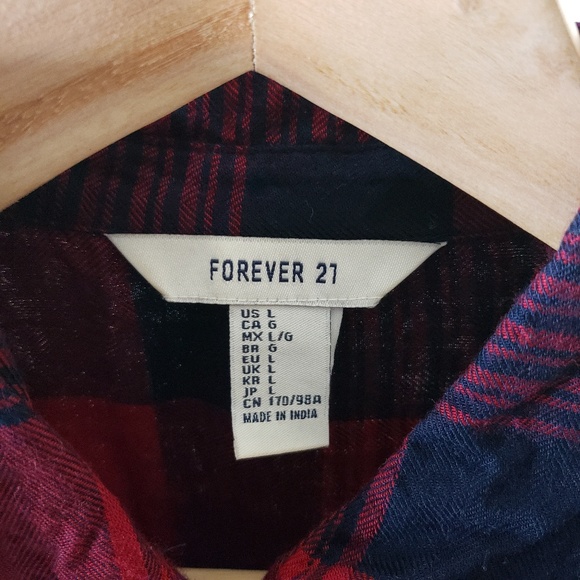 FOREVER 21
US L
CA G
MX L/G
BR G
EU L
UK L
KR L
JP L
CN 170/98A
MADE IN INDIA